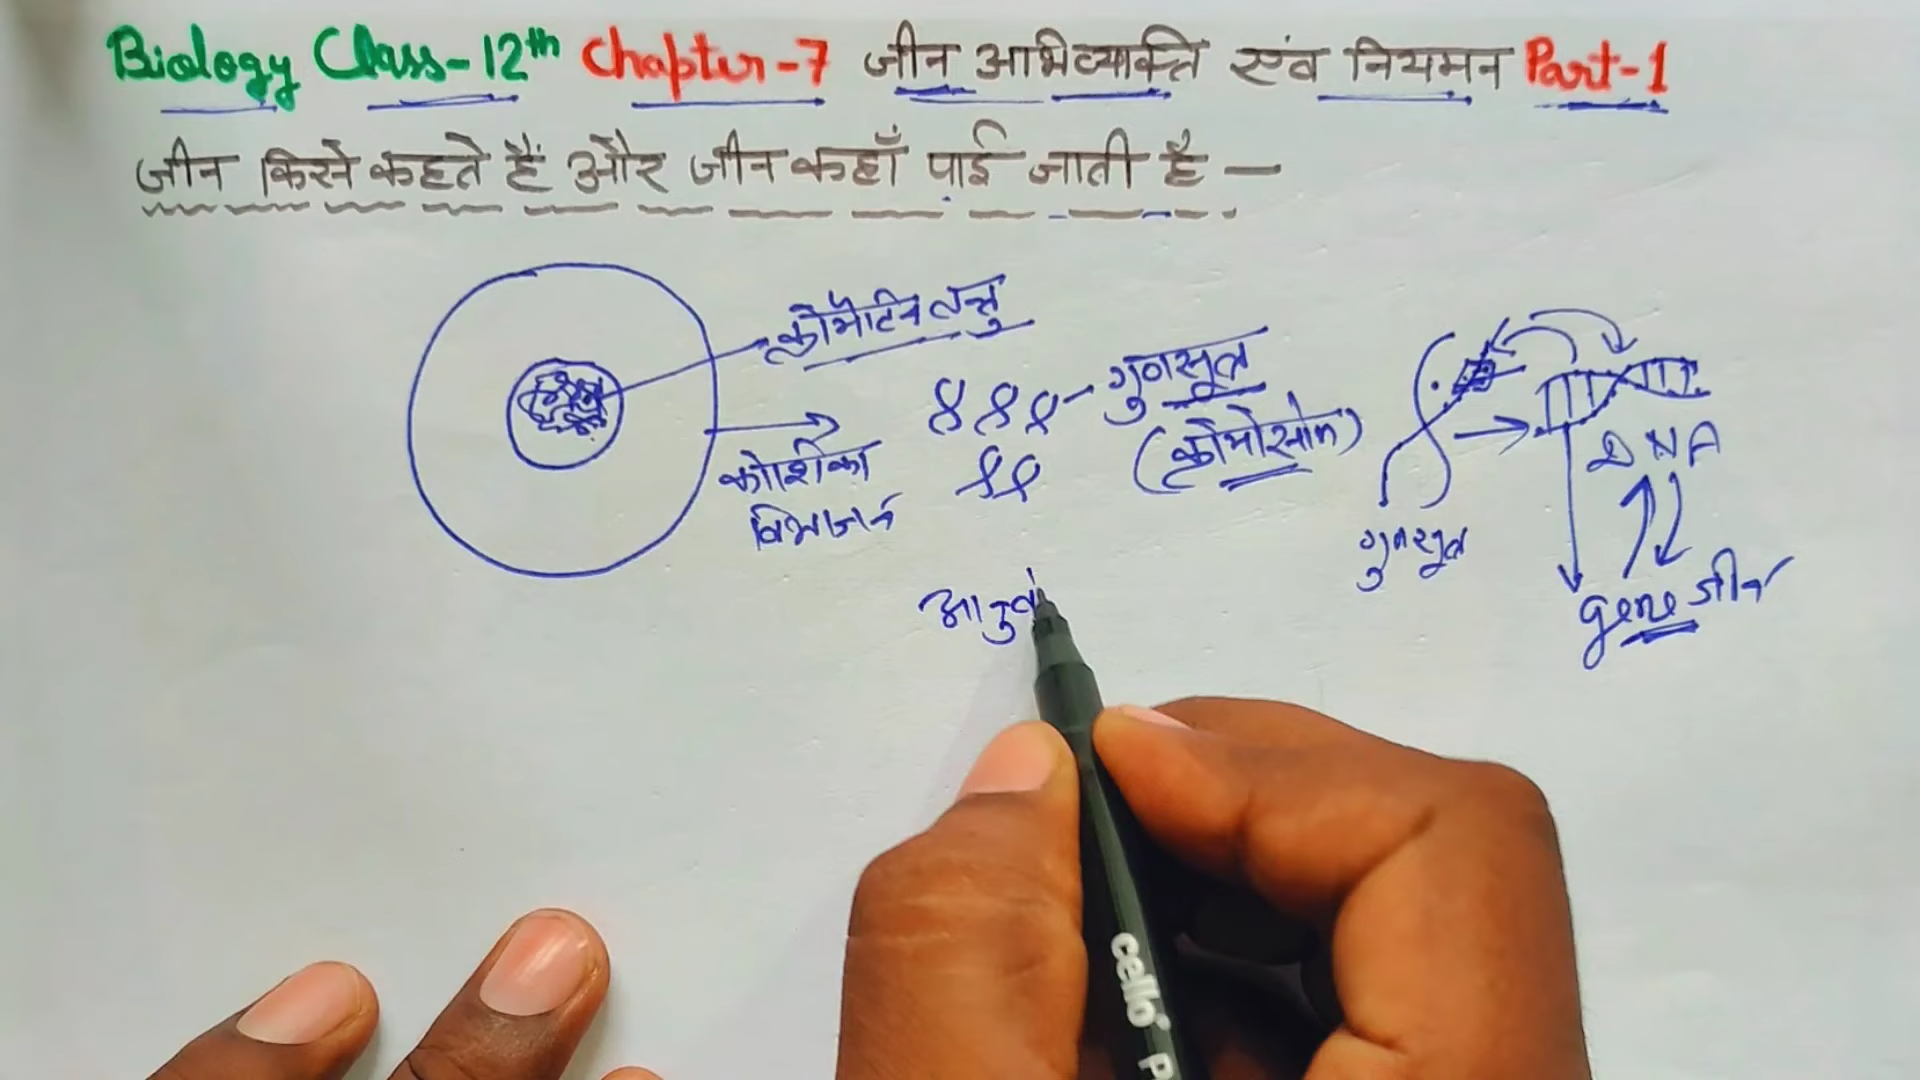 Biology Class-12th Chapter-7 जीन अभिव्यक्ति एंव नियमन Part-1
जीन किसे कहते हैं और जीन कहाँ पाई जाती है —
क्रोमैटिन तन्तु
गुणसूत्र
(क्रोमोसोम)
कोशिका
विभाजन
DNA
गुणसूत्र
gene जीन
आनुवं
cello P